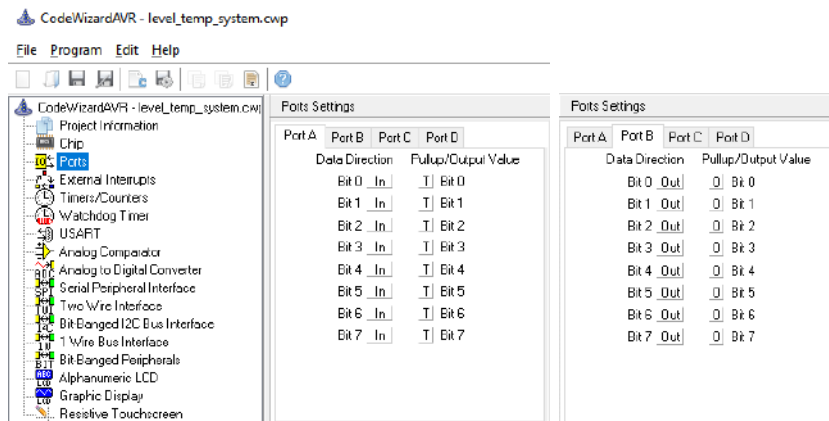 CodeWizardAVR - level_temp_system.cwp
File Program Edit Help
CodeWizardAVR - level_temp_system.cwp
Project Information
Chip
Ports
External Interrupts
Timers/Counters
Watchdog Timer
USART
Analog Comparator
Analog to Digital Converter
Serial Peripheral Interface
Two Wire Interface
Bit-Banged I2C Bus Interface
1 Wire Bus Interface
Bit-Banged Peripherals
Alphanumeric LCD
Graphic Display
Resistive Touchscreen
Ports Settings
Port A Port B Port C Port D
Data Direction Pullup/Output Value
Bit 0 In T Bit 0
Bit 1 In T Bit 1
Bit 2 In T Bit 2
Bit 3 In T Bit 3
Bit 4 In T Bit 4
Bit 5 In T Bit 5
Bit 6 In T Bit 6
Bit 7 In T Bit 7
Ports Settings
Port A Port B Port C Port D
Data Direction Pullup/Output Value
Bit 0 Out 0 Bit 0
Bit 1 Out 0 Bit 1
Bit 2 Out 0 Bit 2
Bit 3 Out 0 Bit 3
Bit 4 Out 0 Bit 4
Bit 5 Out 0 Bit 5
Bit 6 Out 0 Bit 6
Bit 7 Out 0 Bit 7